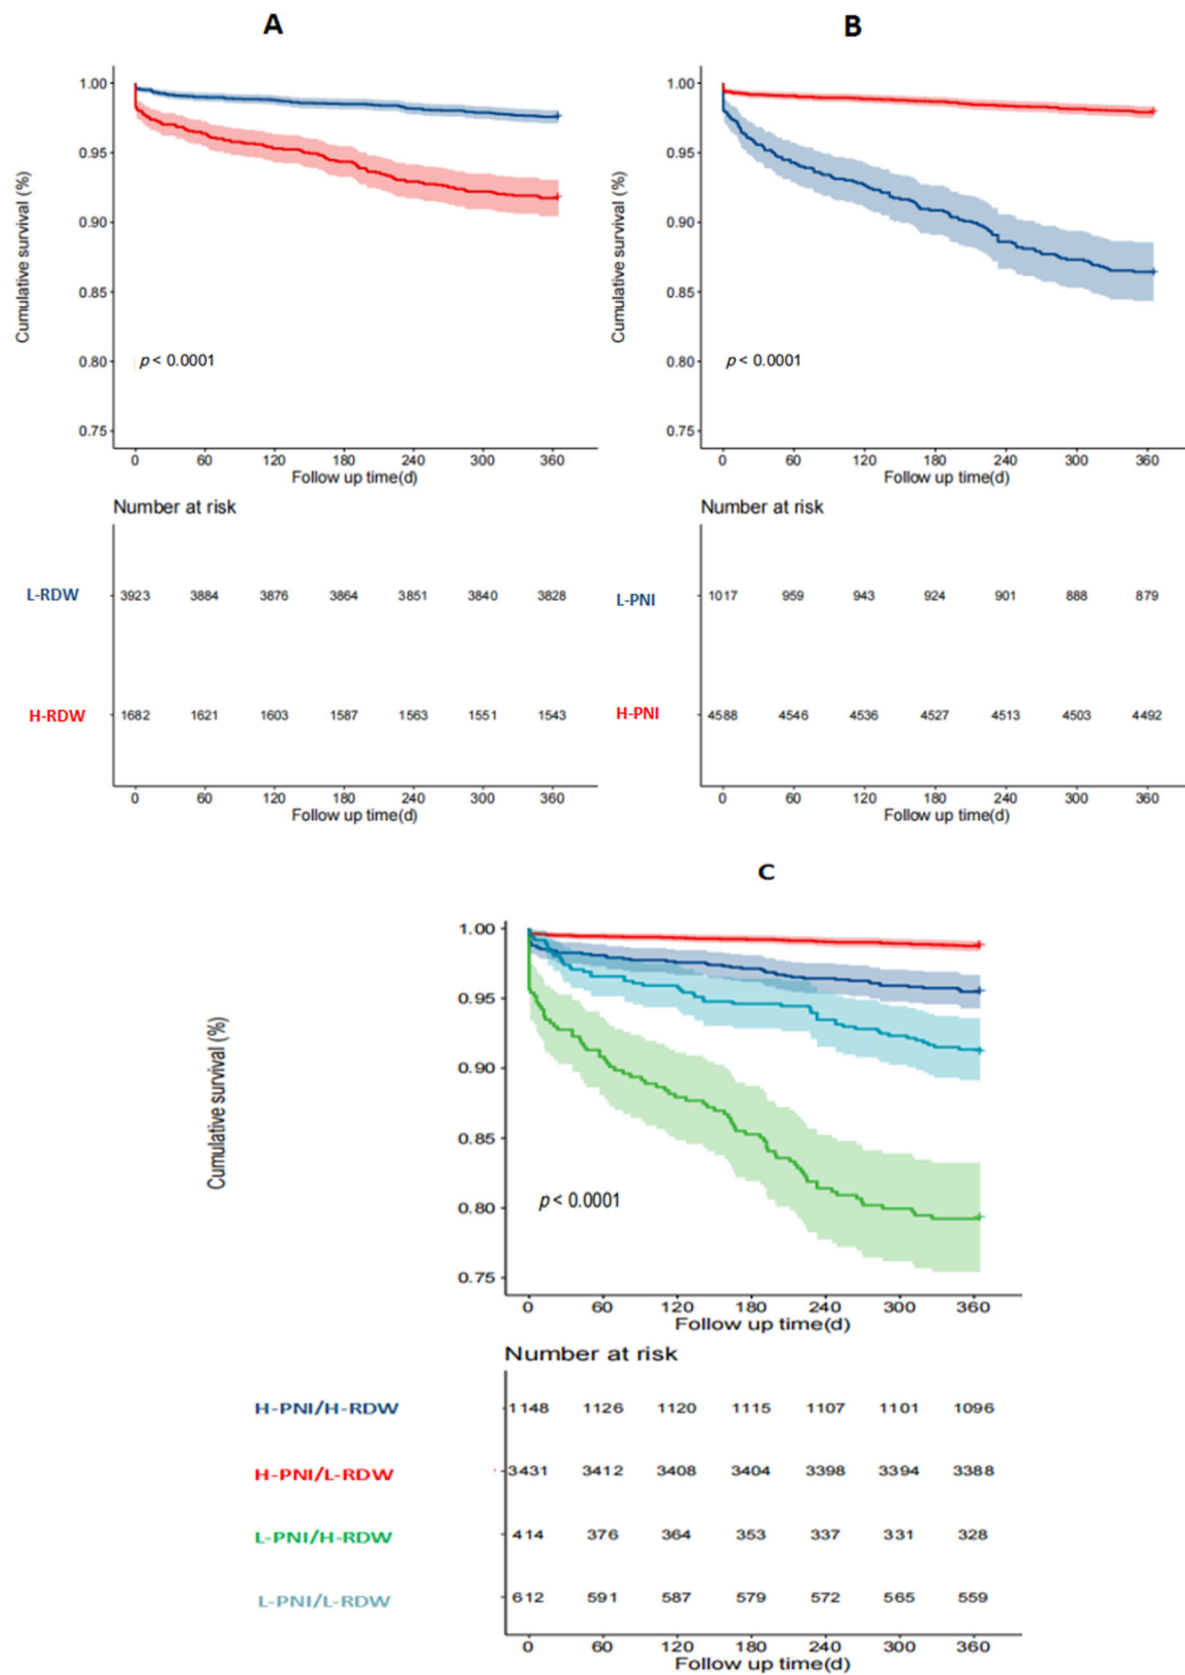 A
B
1.00
0.95
0.90
0.85
0.80
0.75
Cumulative survival (%)
p < 0.0001
0 60 120 180 240 300 360
Follow up time(d)
1.00
0.95
0.90
0.85
0.80
0.75
Cumulative survival (%)
p < 0.0001
0 60 120 180 240 300 360
Follow up time(d)
Number at risk
L-RDW 3923 3884 3876 3864 3851 3840 3828
H-RDW 1682 1621 1603 1587 1563 1551 1543
0 60 120 180 240 300 360
Follow up time(d)
Number at risk
L-PNI 1017 959 943 924 901 888 879
H-PNI 4588 4546 4536 4527 4513 4503 4492
0 60 120 180 240 300 360
Follow up time(d)
C
1.00
0.95
0.90
0.85
0.80
0.75
Cumulative survival (%)
p < 0.0001
0 60 120 180 240 300 360
Follow up time(d)
Number at risk
H-PNI/H-RDW 1148 1126 1120 1115 1107 1101 1096
H-PNI/L-RDW 3431 3412 3408 3404 3398 3394 3388
L-PNI/H-RDW 414 376 364 353 337 331 328
L-PNI/L-RDW 612 591 587 579 572 565 559
0 60 120 180 240 300 360
Follow up time(d)